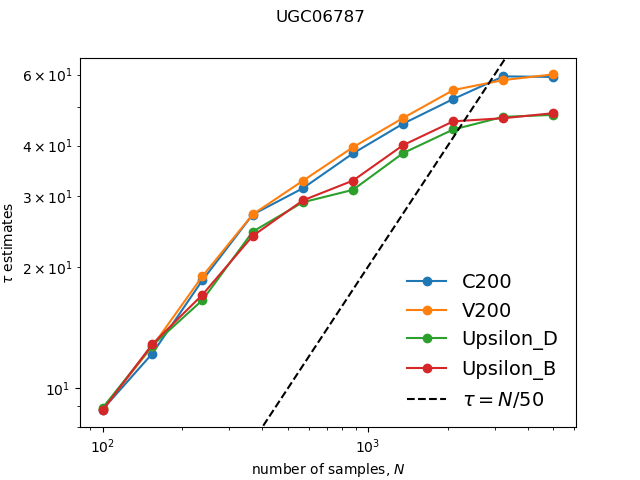 UGC06787
τ estimates
6 × 10¹
4 × 10¹
3 × 10¹
2 × 10¹
10¹
10²
10³
number of samples, N
C200
V200
Upsilon_D
Upsilon_B
τ = N/50